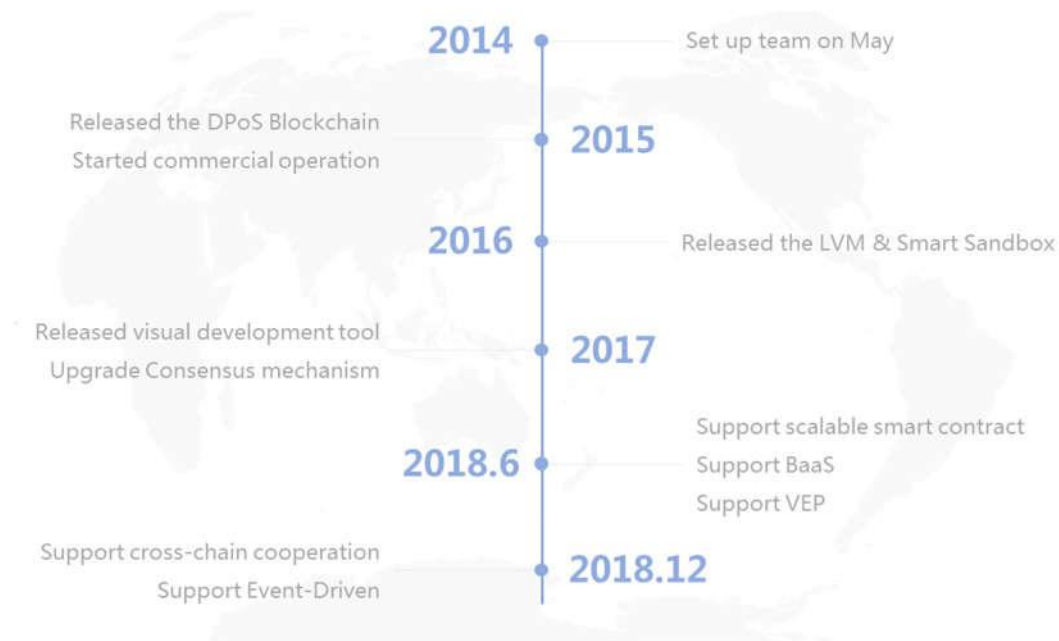 2014
Set up team on May
Released the DPoS Blockchain
Started commercial operation
2015
2016
Released the LVM & Smart Sandbox
Released visual development tool
Upgrade Consensus mechanism
2017
2018.6
Support scalable smart contract
Support BaaS
Support VEP
Support cross-chain cooperation
Support Event-Driven
2018.12